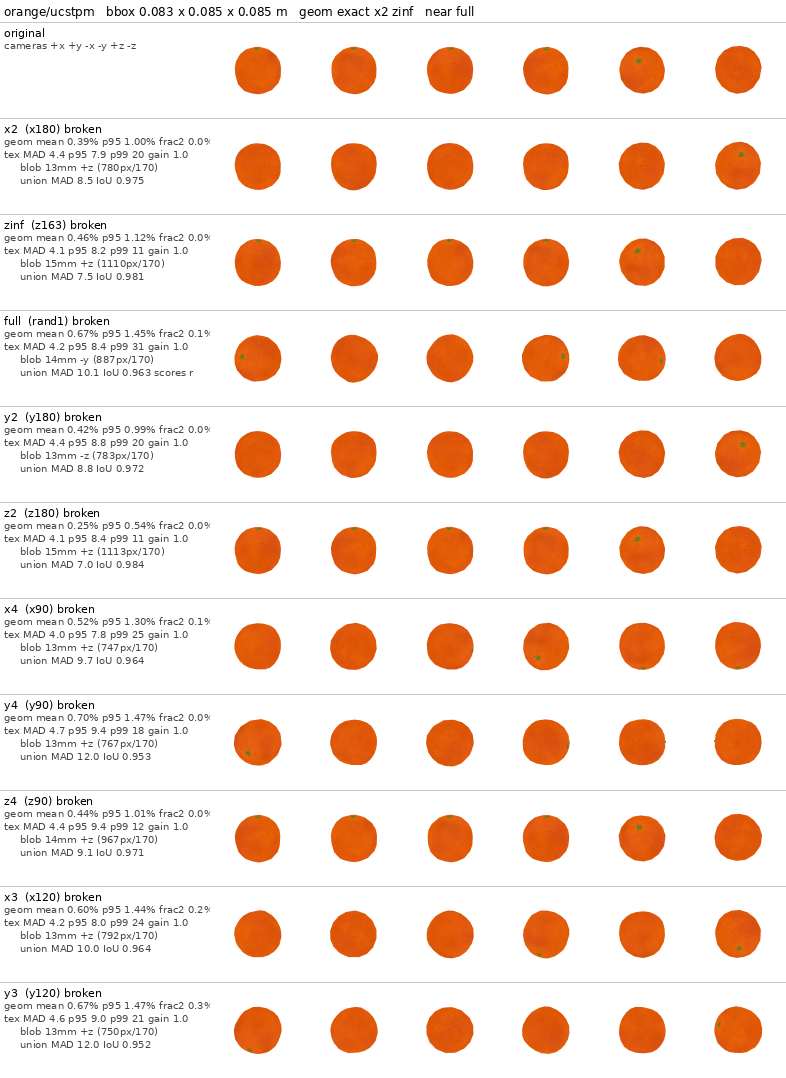 orange/ucstpm bbox 0.083 x 0.085 x 0.085 m geom exact x2 zinf near full
original
cameras +x +y -x -y +z -z
x2 (x180) broken
geom mean 0.39% p95 1.00% frac2 0.0%
tex MAD 4.4 p95 7.9 p99 20 gain 1.0
blob 13mm +z (780px/170)
union MAD 8.5 IoU 0.975
zinf (z163) broken
geom mean 0.46% p95 1.12% frac2 0.0%
tex MAD 4.1 p95 8.2 p99 11 gain 1.0
blob 15mm +z (1110px/170)
union MAD 7.5 IoU 0.981
full (rand1) broken
geom mean 0.67% p95 1.45% frac2 0.1%
tex MAD 4.2 p95 8.4 p99 31 gain 1.0
blob 14mm -y (887px/170)
union MAD 10.1 IoU 0.963 scores r
y2 (y180) broken
geom mean 0.42% p95 0.99% frac2 0.0%
tex MAD 4.4 p95 8.8 p99 20 gain 1.0
blob 13mm -z (783px/170)
union MAD 8.8 IoU 0.972
z2 (z180) broken
geom mean 0.25% p95 0.54% frac2 0.0%
tex MAD 4.1 p95 8.4 p99 11 gain 1.0
blob 15mm +z (1113px/170)
union MAD 7.0 IoU 0.984
x4 (x90) broken
geom mean 0.52% p95 1.30% frac2 0.1%
tex MAD 4.0 p95 7.8 p99 25 gain 1.0
blob 13mm +z (747px/170)
union MAD 9.7 IoU 0.964
y4 (y90) broken
geom mean 0.70% p95 1.47% frac2 0.0%
tex MAD 4.7 p95 9.4 p99 18 gain 1.0
blob 13mm +z (767px/170)
union MAD 12.0 IoU 0.953
z4 (z90) broken
geom mean 0.44% p95 1.01% frac2 0.0%
tex MAD 4.4 p95 9.4 p99 12 gain 1.0
blob 14mm +z (967px/170)
union MAD 9.1 IoU 0.971
x3 (x120) broken
geom mean 0.60% p95 1.44% frac2 0.2%
tex MAD 4.2 p95 8.0 p99 24 gain 1.0
blob 13mm +z (792px/170)
union MAD 10.0 IoU 0.964
y3 (y120) broken
geom mean 0.67% p95 1.47% frac2 0.3%
tex MAD 4.6 p95 9.0 p99 21 gain 1.0
blob 13mm +z (750px/170)
union MAD 12.0 IoU 0.952